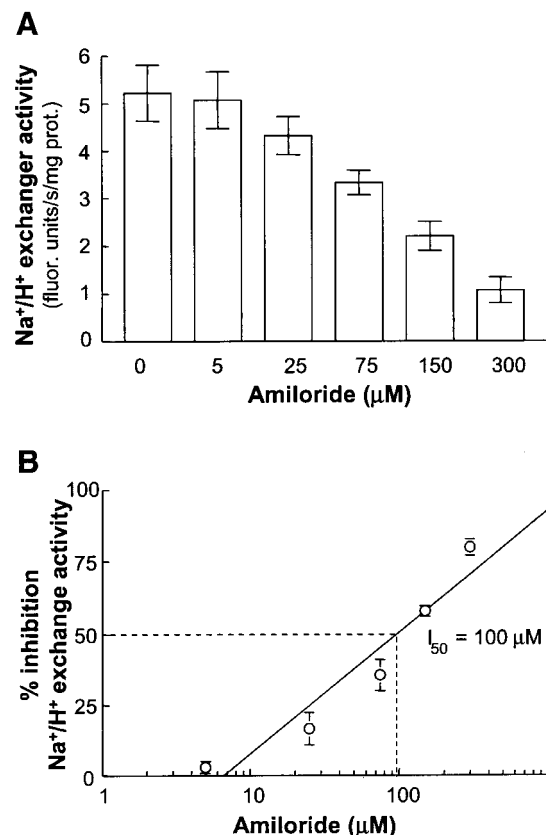 A
Na⁺/H⁺ exchanger activity
(fluor. units/s/mg prot.)
6
5
4
3
2
1
0
0 5 25 75 150 300
Amiloride (μM)
B
% inhibition
Na⁺/H⁺ exchange activity
100
75
50
25
0
I₅₀ = 100 μM
1 10 100
Amiloride (μM)